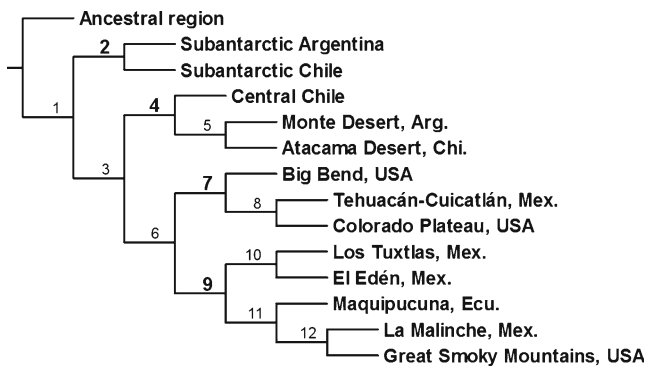 Ancestral region
2 Subantarctic Argentina
Subantarctic Chile
1
4 Central Chile
5 Monte Desert, Arg.
Atacama Desert, Chi.
3
7 Big Bend, USA
8 Tehuacán-Cuicatlán, Mex.
Colorado Plateau, USA
6
10 Los Tuxtlas, Mex.
El Edén, Mex.
9
11 Maquipucuna, Ecu.
12 La Malinche, Mex.
Great Smoky Mountains, USA